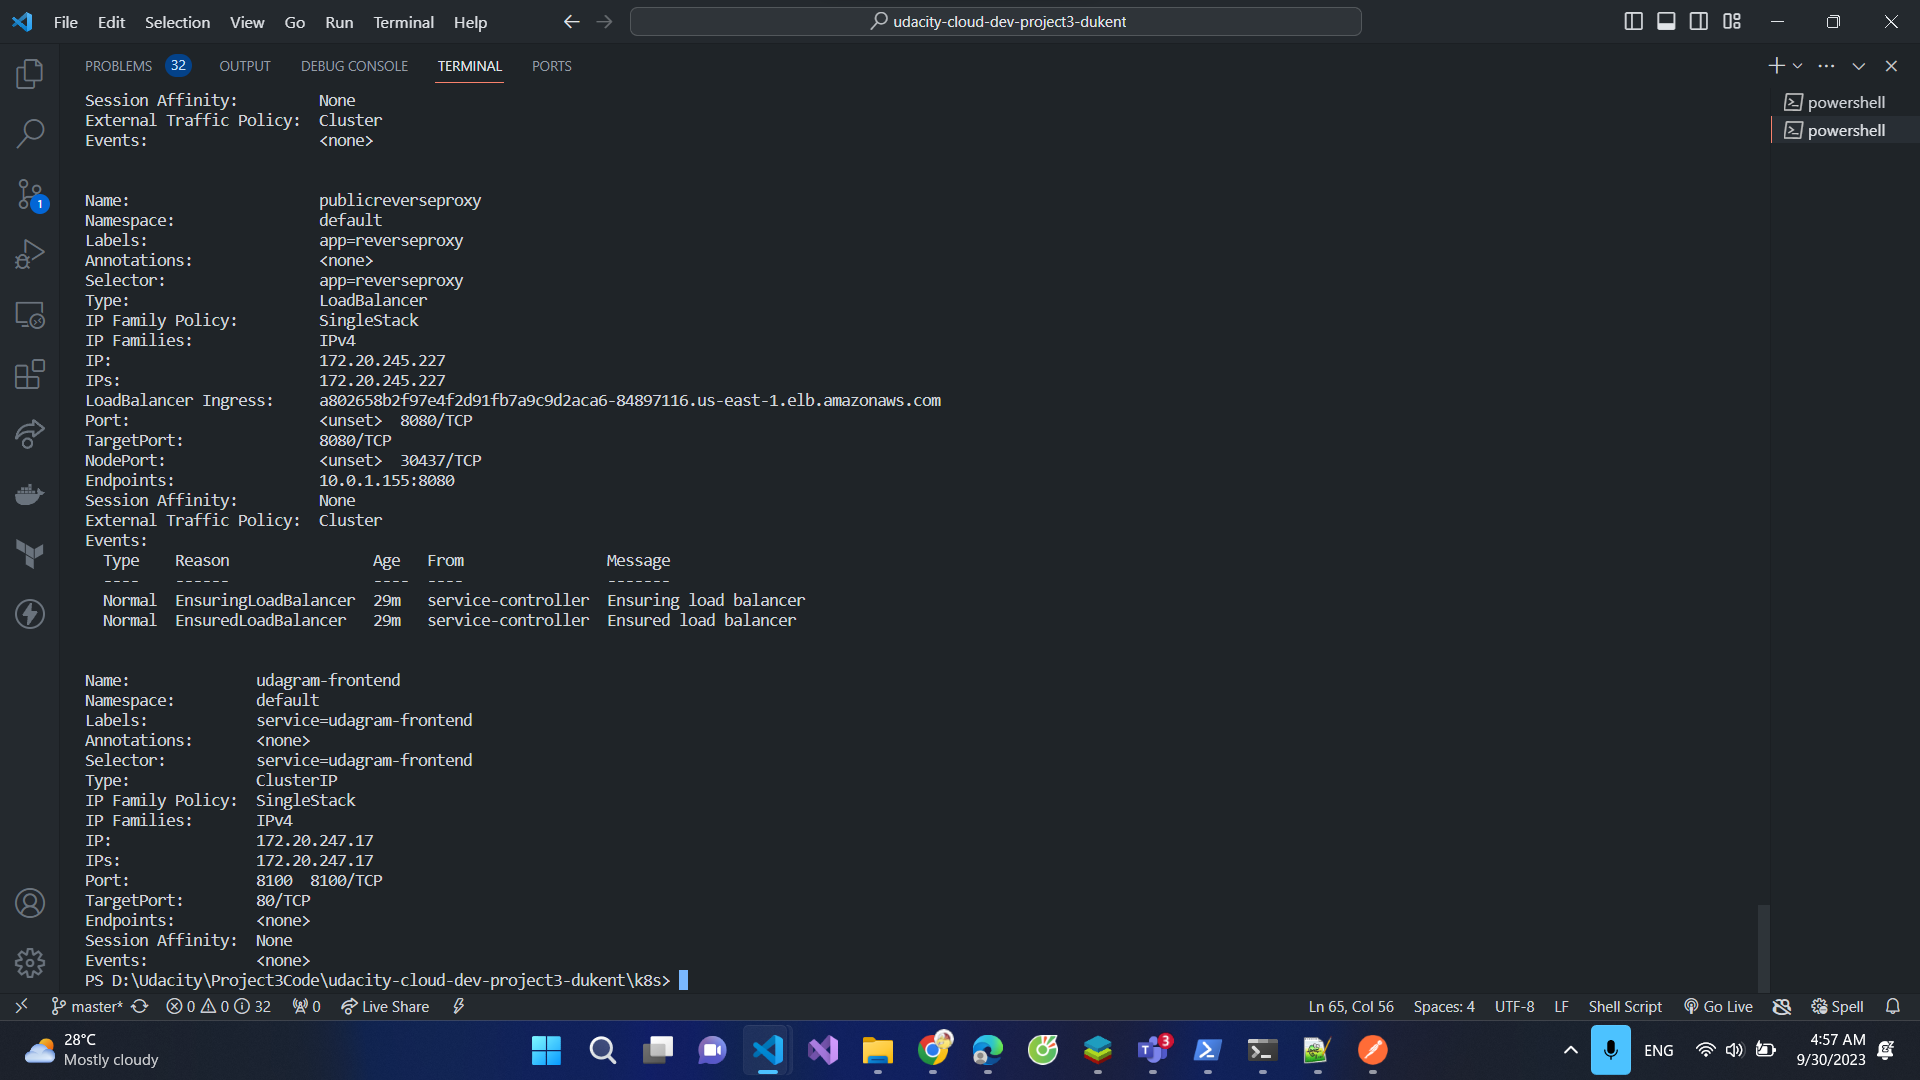 File Edit Selection View Go Run Terminal Help udacity-cloud-dev-project3-dukent
PROBLEMS 32 OUTPUT DEBUG CONSOLE TERMINAL PORTS
powershell
powershell
Session Affinity: None
External Traffic Policy: Cluster
Events: <none>
Name: publicreverseproxy
Namespace: default
Labels: app=reverseproxy
Annotations: <none>
Selector: app=reverseproxy
Type: LoadBalancer
IP Family Policy: SingleStack
IP Families: IPv4
IP: 172.20.245.227
IPs: 172.20.245.227
LoadBalancer Ingress: a802658b2f97e4f2d91fb7a9c9d2aca6-84897116.us-east-1.elb.amazonaws.com
Port: <unset> 8080/TCP
TargetPort: 8080/TCP
NodePort: <unset> 30437/TCP
Endpoints: 10.0.1.155:8080
Session Affinity: None
External Traffic Policy: Cluster
Events:
Type Reason Age From Message
---- ------ ---- ---- -------
Normal EnsuringLoadBalancer 29m service-controller Ensuring load balancer
Normal EnsuredLoadBalancer 29m service-controller Ensured load balancer
Name: udagram-frontend
Namespace: default
Labels: service=udagram-frontend
Annotations: <none>
Selector: service=udagram-frontend
Type: ClusterIP
IP Family Policy: SingleStack
IP Families: IPv4
IP: 172.20.247.17
IPs: 172.20.247.17
Port: 8100 8100/TCP
TargetPort: 80/TCP
Endpoints: <none>
Session Affinity: None
Events: <none>
PS D:\Udacity\Project3Code\udacity-cloud-dev-project3-dukent\k8s>
1
master* 0 0 32 0 Live Share Ln 65, Col 56 Spaces: 4 UTF-8 LF Shell Script Go Live Spell
28°C
Mostly cloudy
3
ENG
4:57 AM
9/30/2023